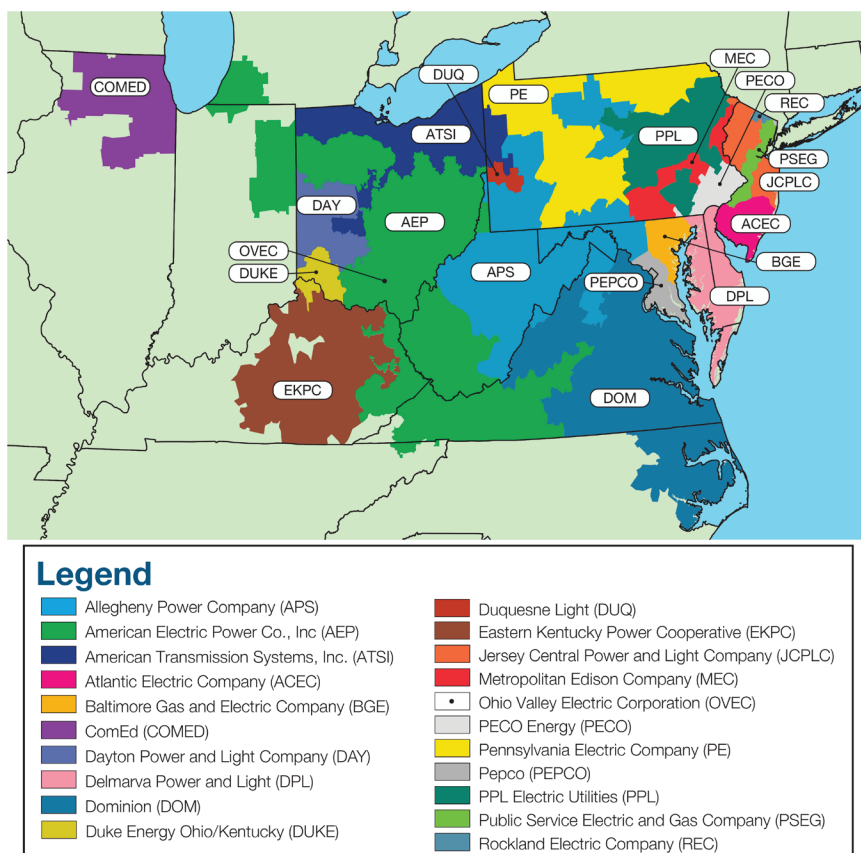 MEC
DUQ
PECO
COMED
PE
REC
ATSI
PPL
PSEG
JCPLC
DAY
AEP
ACEC
OVEC
BGE
DUKE
APS
PEPCO
DPL
EKPC
DOM
Legend
Allegheny Power Company (APS)
American Electric Power Co., Inc (AEP)
American Transmission Systems, Inc. (ATSI)
Atlantic Electric Company (ACEC)
Baltimore Gas and Electric Company (BGE)
ComEd (COMED)
Dayton Power and Light Company (DAY)
Delmarva Power and Light (DPL)
Dominion (DOM)
Duke Energy Ohio/Kentucky (DUKE)
Duquesne Light (DUQ)
Eastern Kentucky Power Cooperative (EKPC)
Jersey Central Power and Light Company (JCPLC)
Metropolitan Edison Company (MEC)
Ohio Valley Electric Corporation (OVEC)
PECO Energy (PECO)
Pennsylvania Electric Company (PE)
Pepco (PEPCO)
PPL Electric Utilities (PPL)
Public Service Electric and Gas Company (PSEG)
Rockland Electric Company (REC)